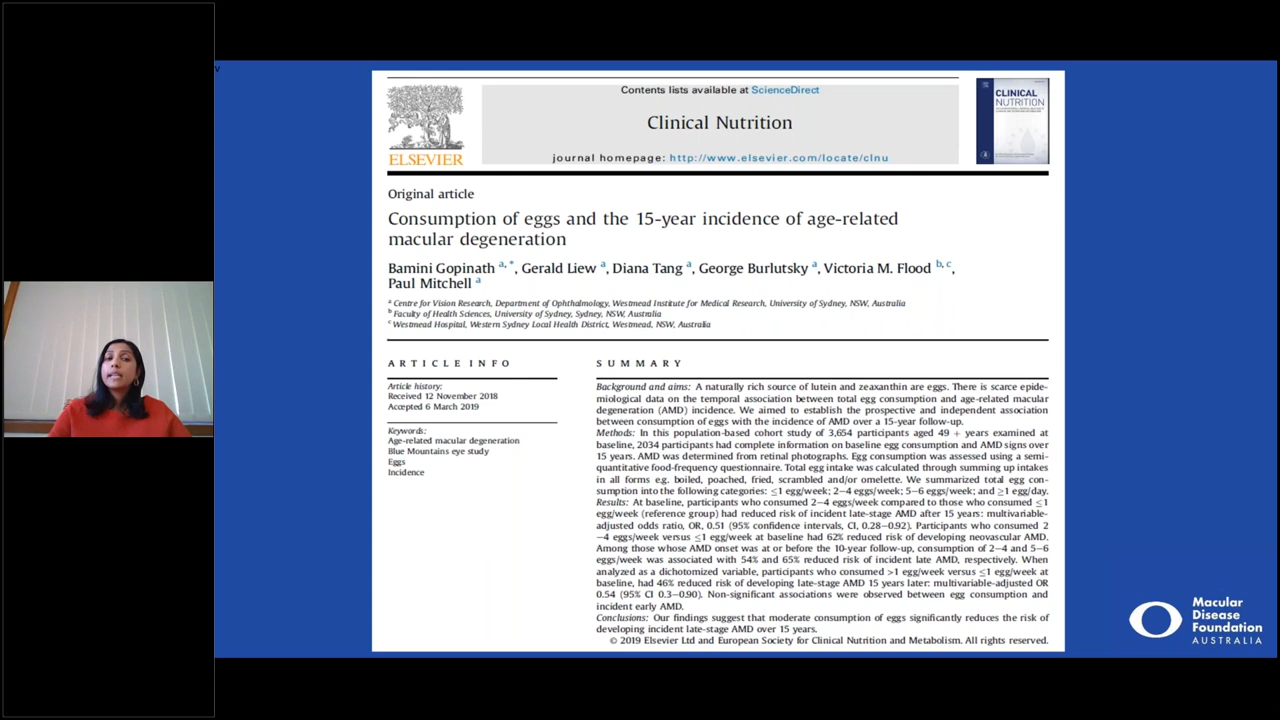 v
Contents lists available at ScienceDirect
Clinical Nutrition
journal homepage: http://www.elsevier.com/locate/clnu
ELSEVIER
CLINICAL
NUTRITION
Original article
Consumption of eggs and the 15-year incidence of age-related
macular degeneration
Bamini Gopinath a, *, Gerald Liew a, Diana Tang a, George Burlutsky a, Victoria M. Flood b, c,
Paul Mitchell a
a Centre for Vision Research, Department of Ophthalmology, Westmead Institute for Medical Research, University of Sydney, NSW, Australia
b Faculty of Health Sciences, University of Sydney, Sydney, NSW, Australia
c Westmead Hospital, Western Sydney Local Health District, Westmead, NSW, Australia
ARTICLE INFO
Article history:
Received 12 November 2018
Accepted 6 March 2019
Keywords:
Age-related macular degeneration
Blue Mountains eye study
Eggs
Incidence
SUMMARY
Background and aims: A naturally rich source of lutein and zeaxanthin are eggs. There is scarce epide-
miological data on the temporal association between total egg consumption and age-related macular
degeneration (AMD) incidence. We aimed to establish the prospective and independent association
between consumption of eggs with the incidence of AMD over a 15-year follow-up.
Methods: In this population-based cohort study of 3,654 participants aged 49 + years examined at
baseline, 2034 participants had complete information on baseline egg consumption and AMD signs over
15 years. AMD was determined from retinal photographs. Egg consumption was assessed using a semi-
quantitative food-frequency questionnaire. Total egg intake was calculated through summing up intakes
in all forms e.g. boiled, poached, fried, scrambled and/or omelette. We summarized total egg con-
sumption into the following categories: ≤1 egg/week; 2–4 eggs/week; 5–6 eggs/week; and ≥1 egg/day.
Results: At baseline, participants who consumed 2–4 eggs/week compared to those who consumed ≤1
egg/week (reference group) had reduced risk of incident late-stage AMD after 15 years: multivariable-
adjusted odds ratio, OR, 0.51 (95% confidence intervals, CI, 0.28–0.92). Participants who consumed 2
–4 eggs/week versus ≤1 egg/week at baseline had 62% reduced risk of developing neovascular AMD.
Among those whose AMD onset was at or before the 10-year follow-up, consumption of 2–4 and 5–6
eggs/week was associated with 54% and 65% reduced risk of incident late AMD, respectively. When
analyzed as a dichotomized variable, participants who consumed >1 egg/week versus ≤1 egg/week at
baseline, had 46% reduced risk of developing late-stage AMD 15 years later: multivariable-adjusted OR
0.54 (95% CI 0.3–0.90). Non-significant associations were observed between egg consumption and
incident early AMD.
Conclusions: Our findings suggest that moderate consumption of eggs significantly reduces the risk of
developing incident late-stage AMD over 15 years.
© 2019 Elsevier Ltd and European Society for Clinical Nutrition and Metabolism. All rights reserved.
Macular
Disease
Foundation
AUSTRALIA